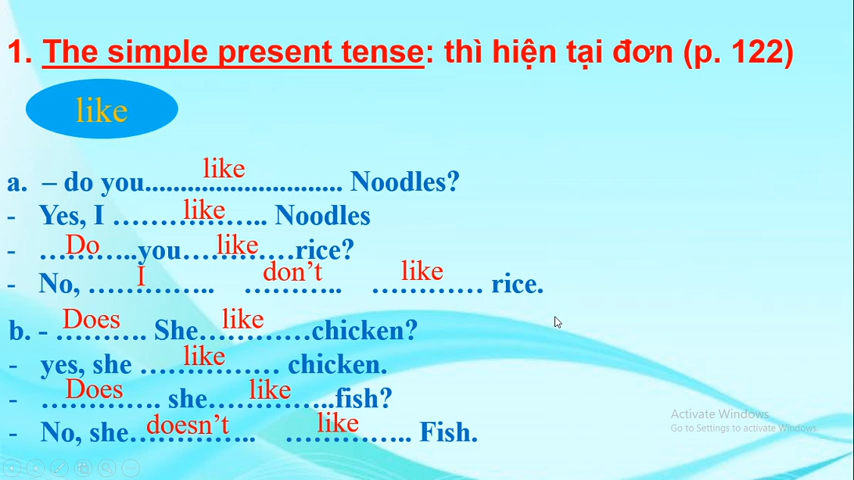 1. The simple present tense: thì hiện tại đơn (p. 122)
like
a. – do you.......like....... Noodles?
- Yes, I ……like…….. Noodles
- …Do…..you…like……rice?
- No, ……I…….. …don’t….. …like…… rice.
b. - …Does…. She…like………chicken?
- yes, she ……like……… chicken.
- …Does……. she……like…..fish?
- No, she…doesn’t….. ……like….. Fish.
Activate Windows
Go to Settings to activate Windows